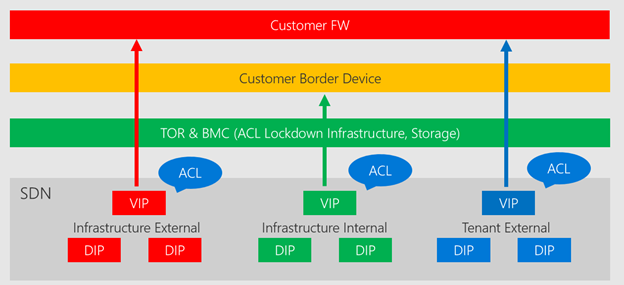 Customer FW
Customer Border Device
TOR & BMC (ACL Lockdown Infrastructure, Storage)
SDN
ACL
ACL
ACL
VIP
VIP
VIP
Infrastructure External
Infrastructure Internal
Tenant External
DIP
DIP
DIP
DIP
DIP
DIP